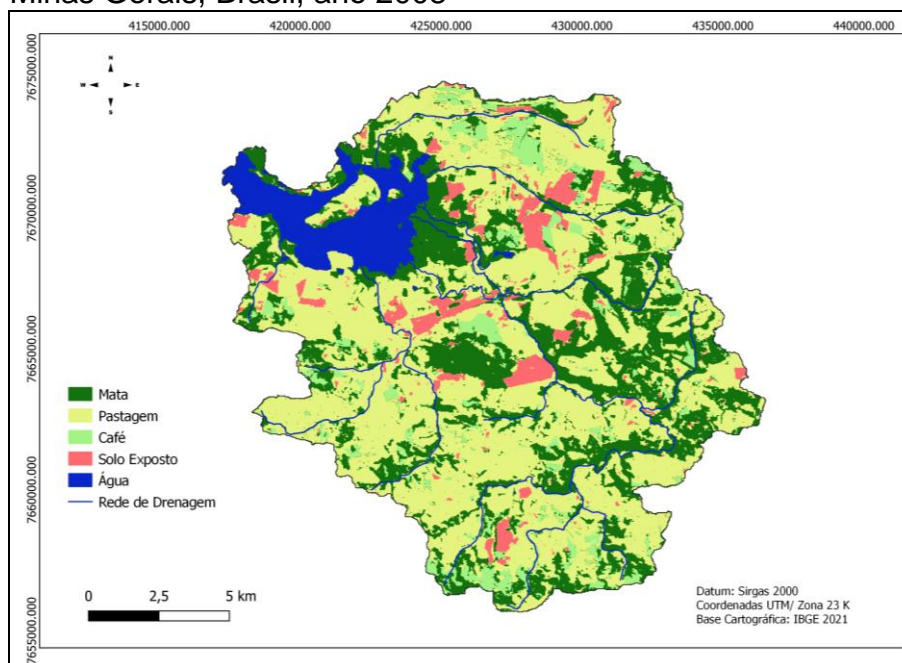 Minas Gerais, Brasil, ano 2008
415000.000 420000.000 425000.000 430000.000 435000.000 440000.000
7675000.000
7670000.000
7665000.000
7660000.000
7655000.000
N
W E
S
Mata
Pastagem
Café
Solo Exposto
Água
Rede de Drenagem
0 2,5 5 km
Datum: Sirgas 2000
Coordenadas UTM/ Zona 23 K
Base Cartográfica: IBGE 2021